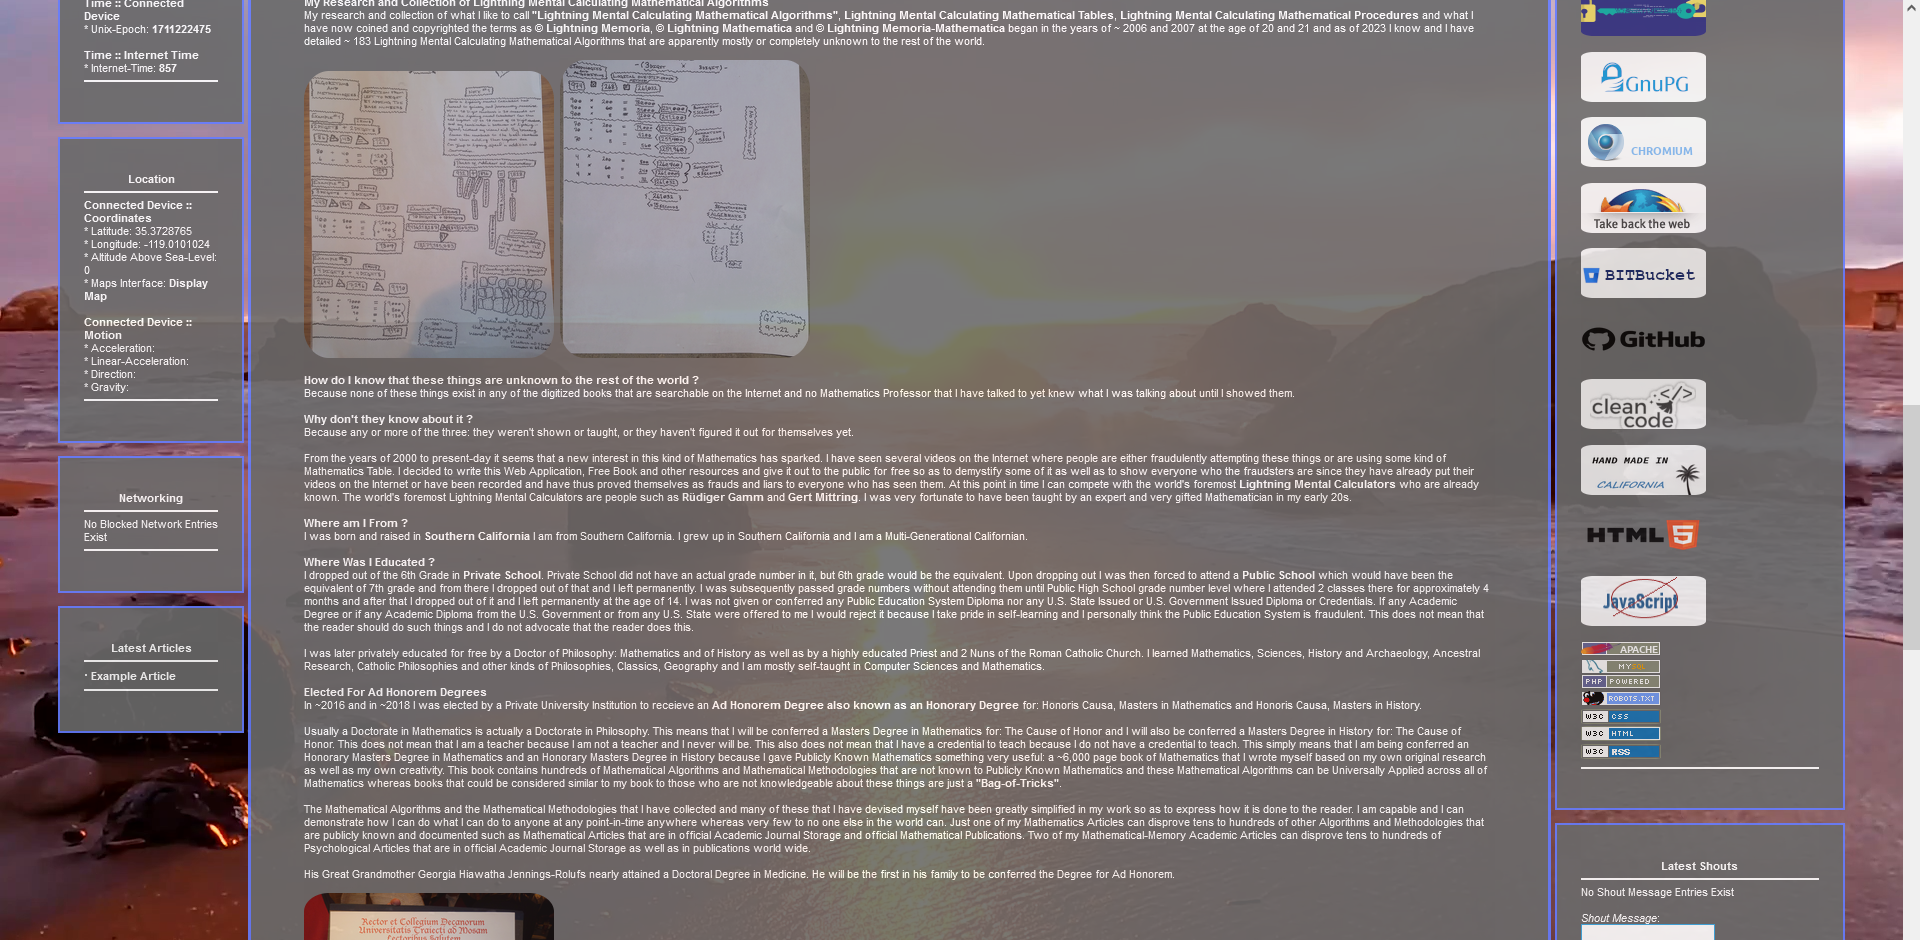 Time :: Connected
Device
* Unix-Epoch: 1711222475
Time :: Internet Time
* Internet-Time: 857
Location
Connected Device ::
Coordinates
* Latitude: 35.3728765
* Longitude: -119.0101024
* Altitude Above Sea-Level:
0
* Maps Interface: Display
Map
Connected Device ::
Motion
* Acceleration:
* Linear-Acceleration:
* Direction:
* Gravity:
Networking
No Blocked Network Entries
Exist
Latest Articles
· Example Article
My Research and Collection of Lightning Mental Calculating Mathematical Algorithms
My research and collection of what I like to call "Lightning Mental Calculating Mathematical Algorithms", Lightning Mental Calculating Mathematical Tables, Lightning Mental Calculating Mathematical Procedures and what I
have now coined and copyrighted the terms as © Lightning Memoria, © Lightning Mathematica and © Lightning Memoria-Mathematica began in the years of ~ 2006 and 2007 at the age of 20 and 21 and as of 2023 I know and I have
detailed ~ 183 Lightning Mental Calculating Mathematical Algorithms that are apparently mostly or completely unknown to the rest of the world.
How do I know that these things are unknown to the rest of the world ?
Because none of these things exist in any of the digitized books that are searchable on the Internet and no Mathematics Professor that I have talked to yet knew what I was talking about until I showed them.
Why don't they know about it ?
Because any or more of the three: they weren't shown or taught, or they haven't figured it out for themselves yet.
From the years of 2000 to present-day it seems that a new interest in this kind of Mathematics has sparked. I have seen several videos on the Internet where people are either fraudulently attempting these things or are using some kind of
Mathematics Table. I decided to write this Web Application, Free Book and other resources and give it out to the public for free so as to demystify some of it as well as to show everyone who the fraudsters are since they have already put their
videos on the Internet or have been recorded and have thus proved themselves as frauds and liars to everyone who has seen them. At this point in time I can compete with the world's foremost Lightning Mental Calculators who are already
known. The world's foremost Lightning Mental Calculators are people such as Rüdiger Gamm and Gert Mittring. I was very fortunate to have been taught by an expert and very gifted Mathematician in my early 20s.
Where am I From ?
I was born and raised in Southern California I am from Southern California. I grew up in Southern California and I am a Multi-Generational Californian.
Where Was I Educated ?
I dropped out of the 6th Grade in Private School. Private School did not have an actual grade number in it, but 6th grade would be the equivalent. Upon dropping out I was then forced to attend a Public School which would have been the
equivalent of 7th grade and from there I dropped out of that and I left permanently. I was subsequently passed grade numbers without attending them until Public High School grade number level where I attended 2 classes there for approximately 4
months and after that I dropped out of it and I left permanently at the age of 14. I was not given or conferred any Public Education System Diploma nor any U.S. State Issued or U.S. Government Issued Diploma or Credentials. If any Academic
Degree or if any Academic Diploma from the U.S. Government or from any U.S. State were offered to me I would reject it because I take pride in self-learning and I personally think the Public Education System is fraudulent. This does not mean that
the reader should do such things and I do not advocate that the reader does this.
I was later privately educated for free by a Doctor of Philosophy: Mathematics and of History as well as by a highly educated Priest and 2 Nuns of the Roman Catholic Church. I learned Mathematics, Sciences, History and Archaeology, Ancestral
Research, Catholic Philosophies and other kinds of Philosophies, Classics, Geography and I am mostly self-taught in Computer Sciences and Mathematics.
Elected For Ad Honorem Degrees
In ~2016 and in ~2018 I was elected by a Private University Institution to receieve an Ad Honorem Degree also known as an Honorary Degree for: Honoris Causa, Masters in Mathematics and Honoris Causa, Masters in History.
Usually a Doctorate in Mathematics is actually a Doctorate in Philosophy. This means that I will be conferred a Masters Degree in Mathematics for: The Cause of Honor and I will also be conferred a Masters Degree in History for: The Cause of
Honor. This does not mean that I am a teacher because I am not a teacher and I never will be. This also does not mean that I have a credential to teach because I do not have a credential to teach. This simply means that I am being conferred an
Honorary Masters Degree in Mathematics and an Honorary Masters Degree in History because I gave Publicly Known Mathematics something very useful: a ~6,000 page book of Mathematics that I wrote myself based on my own original research
as well as my own creativity. This book contains hundreds of Mathematical Algorithms and Mathematical Methodologies that are not known to Publicly Known Mathematics and these Mathematical Algorithms can be Universally Applied across all of
Mathematics whereas books that could be considered similar to my book to those who are not knowledgeable about these things are just a "Bag-of-Tricks".
The Mathematical Algorithms and the Mathematical Methodologies that I have collected and many of these that I have devised myself have been greatly simplified in my work so as to express how it is done to the reader. I am capable and I can
demonstrate how I can do what I can do to anyone at any point-in-time anywhere whereas very few to no one else in the world can. Just one of my Mathematics Articles can disprove tens to hundreds of other Algorithms and Methodologies that
are publicly known and documented such as Mathematical Articles that are in official Academic Journal Storage and official Mathematical Publications. Two of my Mathematical-Memory Academic Articles can disprove tens to hundreds of
Psychological Articles that are in official Academic Journal Storage as well as in publications world wide.
His Great Grandmother Georgia Hiawatha Jennings-Rolufs nearly attained a Doctoral Degree in Medicine. He will be the first in his family to be conferred the Degree for Ad Honorem.
Rector et Collegium Decanorum
Universitatis Traiecti ad Mosam
Lectoribus Salutem
GnuPG
CHROMIUM
Take back the web
BITBucket
GitHub
clean
code
HAND MADE IN
CALIFORNIA
HTML 5
JavaScript
APACHE
MYSQL
PHP POWERED
ROBOTS.TXT
W3C CSS
W3C HTML
W3C RSS
Latest Shouts
No Shout Message Entries Exist
Shout Message: